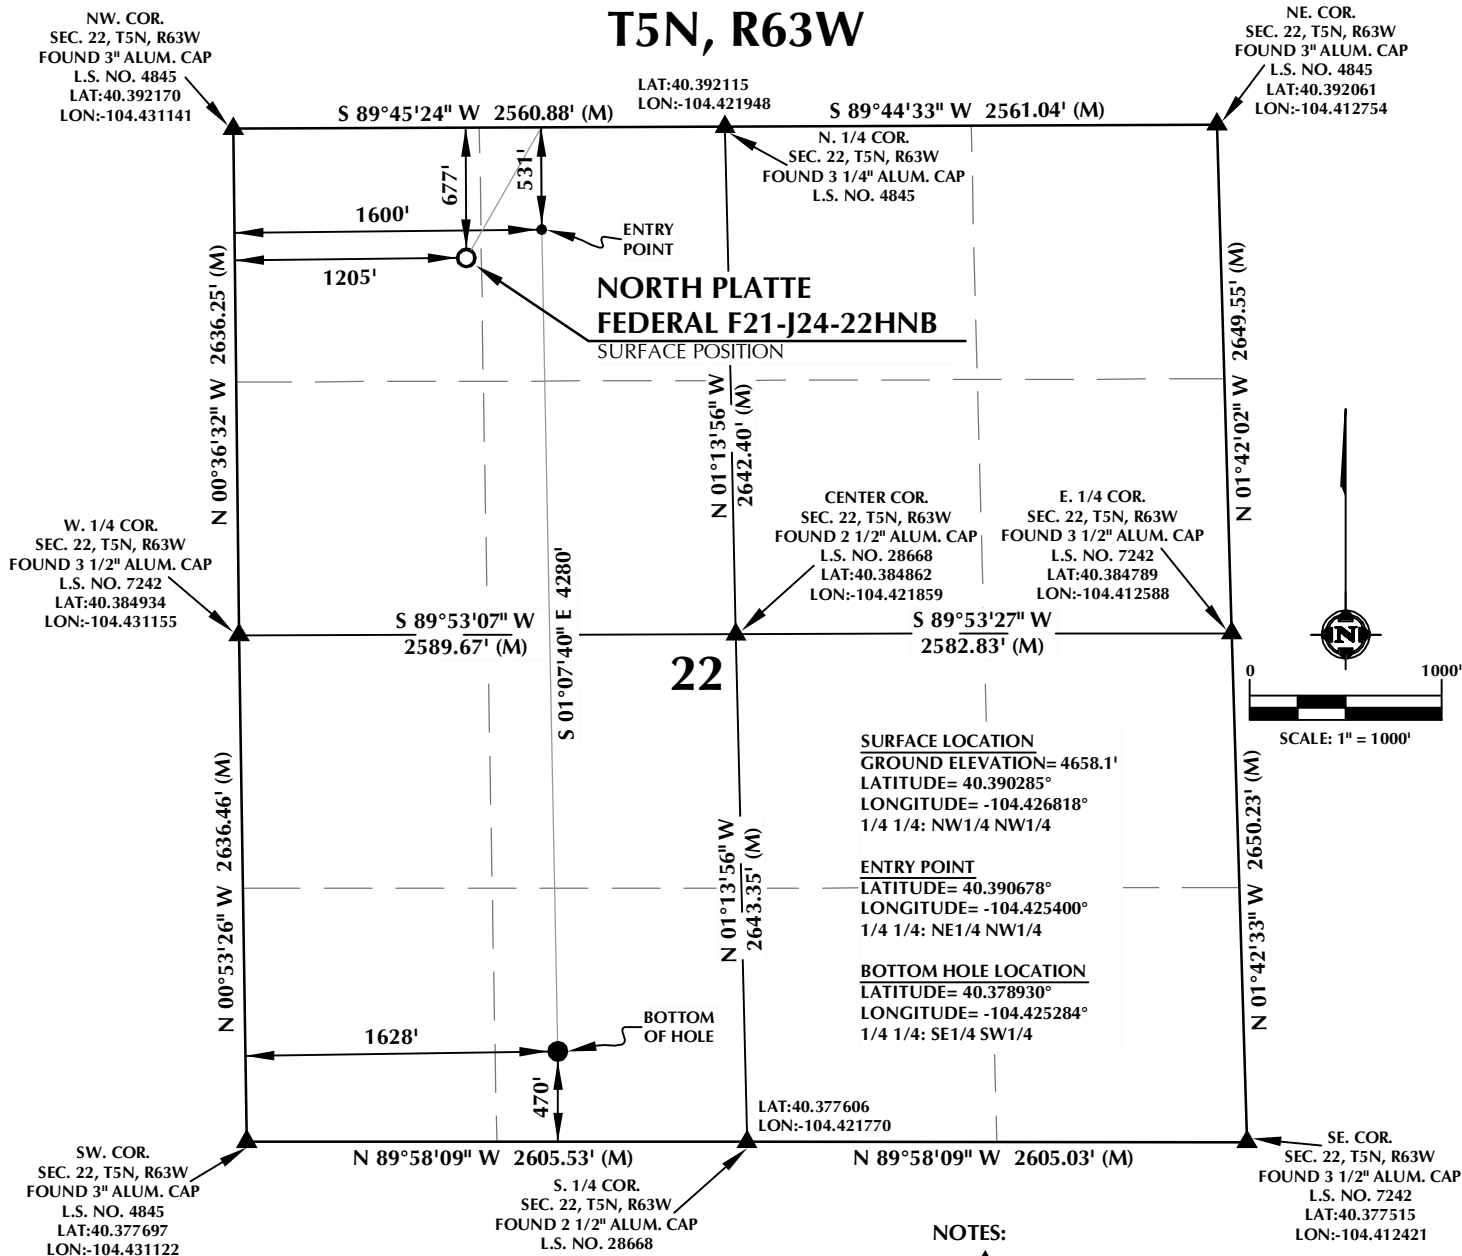 T5N, R63W
NW. COR.
SEC. 22, T5N, R63W
FOUND 3" ALUM. CAP
L.S. NO. 4845
LAT:40.392170
LON:-104.431141
S 89°45'24" W 2560.88' (M)
LAT:40.392115
LON:-104.421948
S 89°44'33" W 2561.04' (M)
NE. COR.
SEC. 22, T5N, R63W
FOUND 3" ALUM. CAP
L.S. NO. 4845
LAT:40.392061
LON:-104.412754
N. 1/4 COR.
SEC. 22, T5N, R63W
FOUND 3 1/4" ALUM. CAP
L.S. NO. 4845
677'
531'
1600'
1205'
ENTRY
POINT
NORTH PLATTE
FEDERAL F21-J24-22HNB
SURFACE POSITION
N 00°36'32" W 2636.25' (M)
N 01°13'56" W
2642.40' (M)
N 01°42'02" W 2649.55' (M)
W. 1/4 COR.
SEC. 22, T5N, R63W
FOUND 3 1/2" ALUM. CAP
L.S. NO. 7242
LAT:40.384934
LON:-104.431155
CENTER COR.
SEC. 22, T5N, R63W
FOUND 2 1/2" ALUM. CAP
L.S. NO. 28668
LAT:40.384862
LON:-104.421859
E. 1/4 COR.
SEC. 22, T5N, R63W
FOUND 3 1/2" ALUM. CAP
L.S. NO. 7242
LAT:40.384789
LON:-104.412588
S 01°07'40" E 4280'
S 89°53'07" W
2589.67' (M)
S 89°53'27" W
2582.83' (M)
22
N
0
1000'
SCALE: 1" = 1000'
SURFACE LOCATION
GROUND ELEVATION= 4658.1'
LATITUDE= 40.390285°
LONGITUDE= -104.426818°
1/4 1/4: NW1/4 NW1/4
ENTRY POINT
LATITUDE= 40.390678°
LONGITUDE= -104.425400°
1/4 1/4: NE1/4 NW1/4
BOTTOM HOLE LOCATION
LATITUDE= 40.378930°
LONGITUDE= -104.425284°
1/4 1/4: SE1/4 SW1/4
N 00°53'26" W 2636.46' (M)
N 01°13'56" W
2643.35' (M)
N 01°42'33" W 2650.23' (M)
1628'
BOTTOM
OF HOLE
470'
LAT:40.377606
LON:-104.421770
SW. COR.
SEC. 22, T5N, R63W
FOUND 3" ALUM. CAP
L.S. NO. 4845
LAT:40.377697
LON:-104.431122
N 89°58'09" W 2605.53' (M)
S. 1/4 COR.
SEC. 22, T5N, R63W
FOUND 2 1/2" ALUM. CAP
L.S. NO. 28668
N 89°58'09" W 2605.03' (M)
SE. COR.
SEC. 22, T5N, R63W
FOUND 3 1/2" ALUM. CAP
L.S. NO. 7242
LAT:40.377515
LON:-104.412421
NOTES: